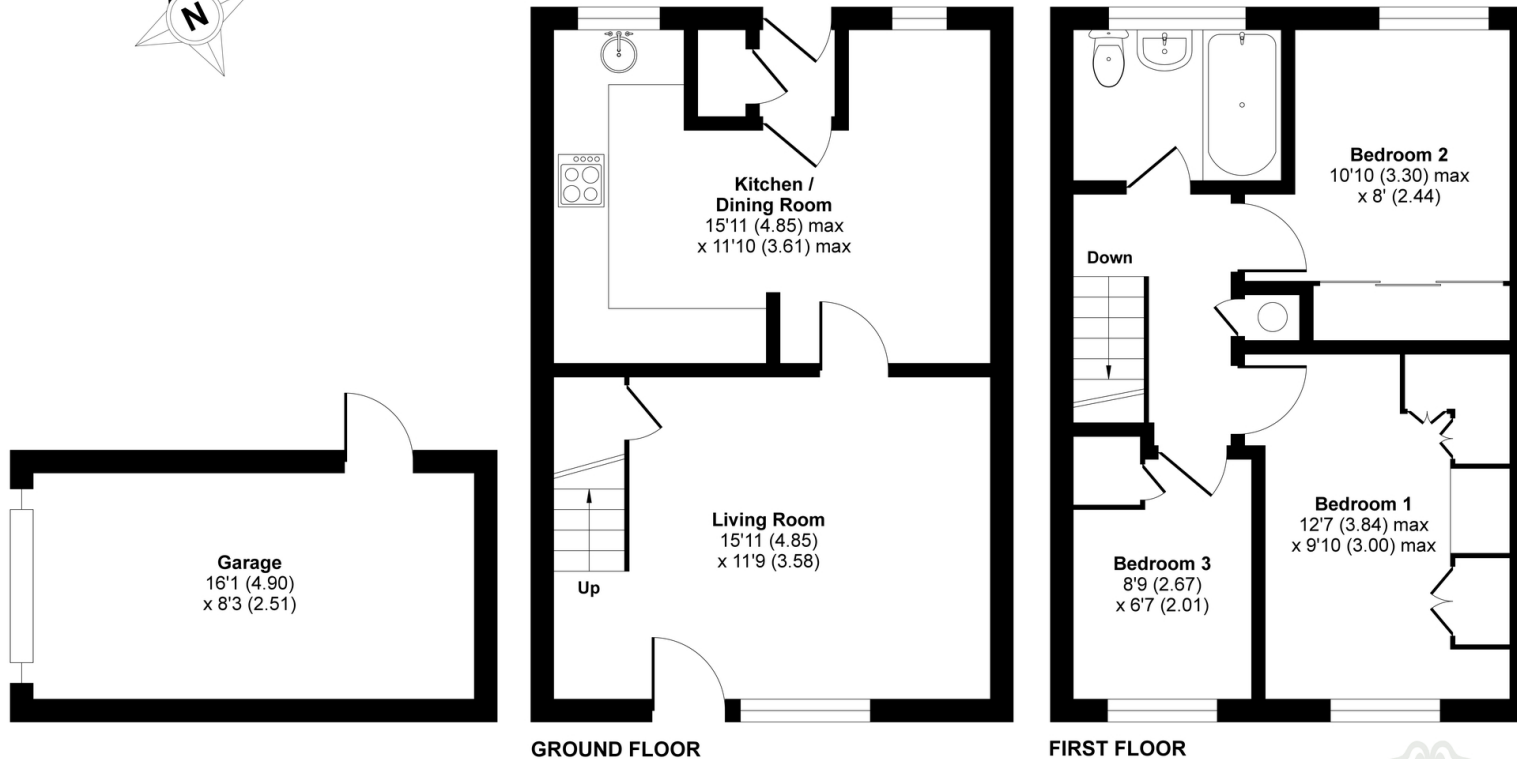 N
Kitchen /
Dining Room
15'11 (4.85) max
x 11'10 (3.61) max
Living Room
15'11 (4.85)
x 11'9 (3.58)
Up
Garage
16'1 (4.90)
x 8'3 (2.51)
GROUND FLOOR
Bedroom 2
10'10 (3.30) max
x 8' (2.44)
Down
Bedroom 1
12'7 (3.84) max
x 9'10 (3.00) max
Bedroom 3
8'9 (2.67)
x 6'7 (2.01)
FIRST FLOOR